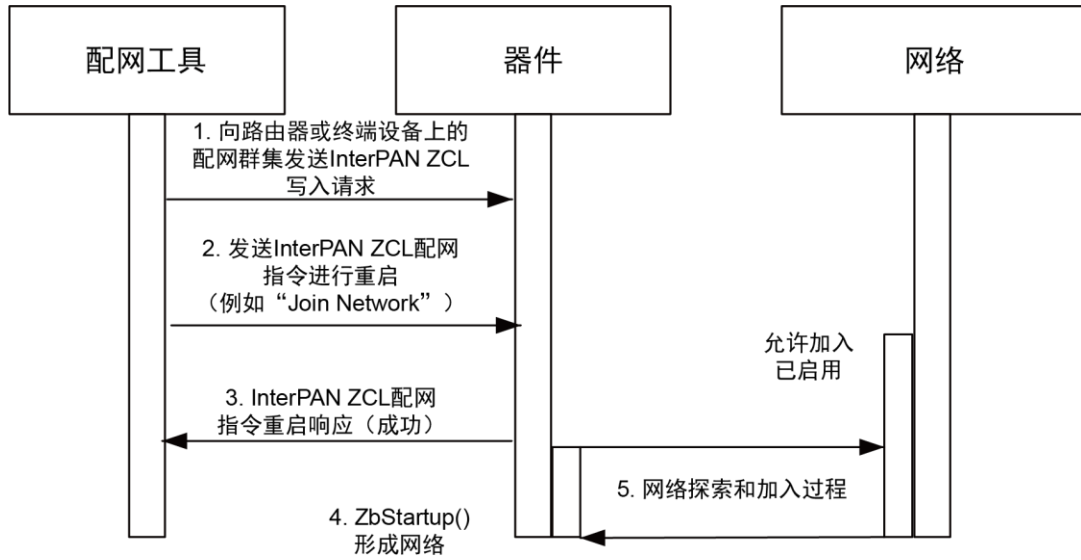 配网工具
器件
网络
1. 向路由器或终端设备上的
配网群集发送InterPAN ZCL
写入请求
2. 发送InterPAN ZCL配网
指令进行重启
（例如“Join Network”）
允许加入
已启用
3. InterPAN ZCL配网
指令重启响应（成功）
5. 网络探索和加入过程
4. ZbStartup()
形成网络